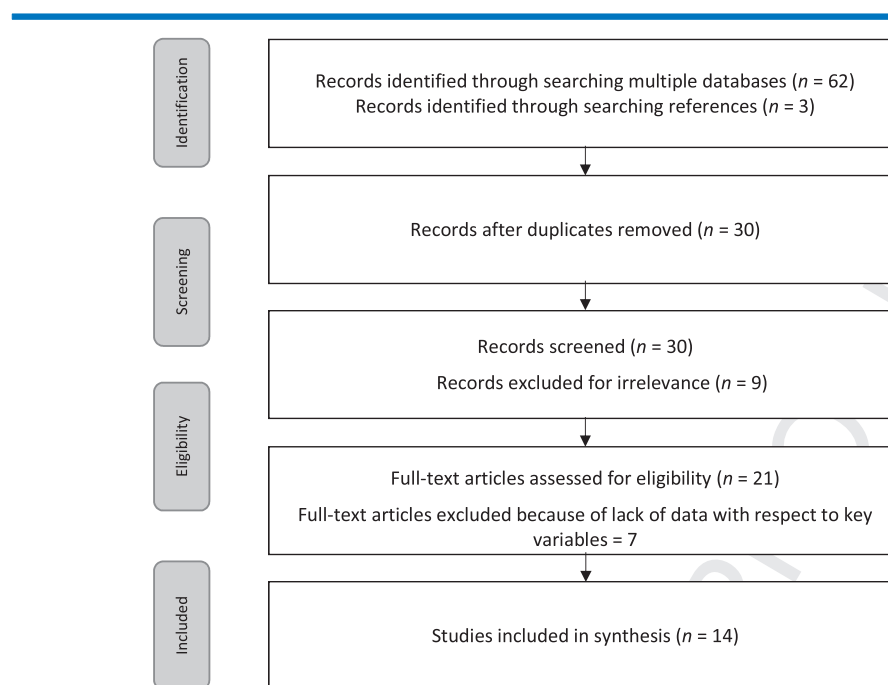 Identification
Records identified through searching multiple databases (n = 62)
Records identified through searching references (n = 3)
Screening
Records after duplicates removed (n = 30)
Records screened (n = 30)
Records excluded for irrelevance (n = 9)
Eligibility
Full-text articles assessed for eligibility (n = 21)
Full-text articles excluded because of lack of data with respect to key
variables = 7
Included
Studies included in synthesis (n = 14)